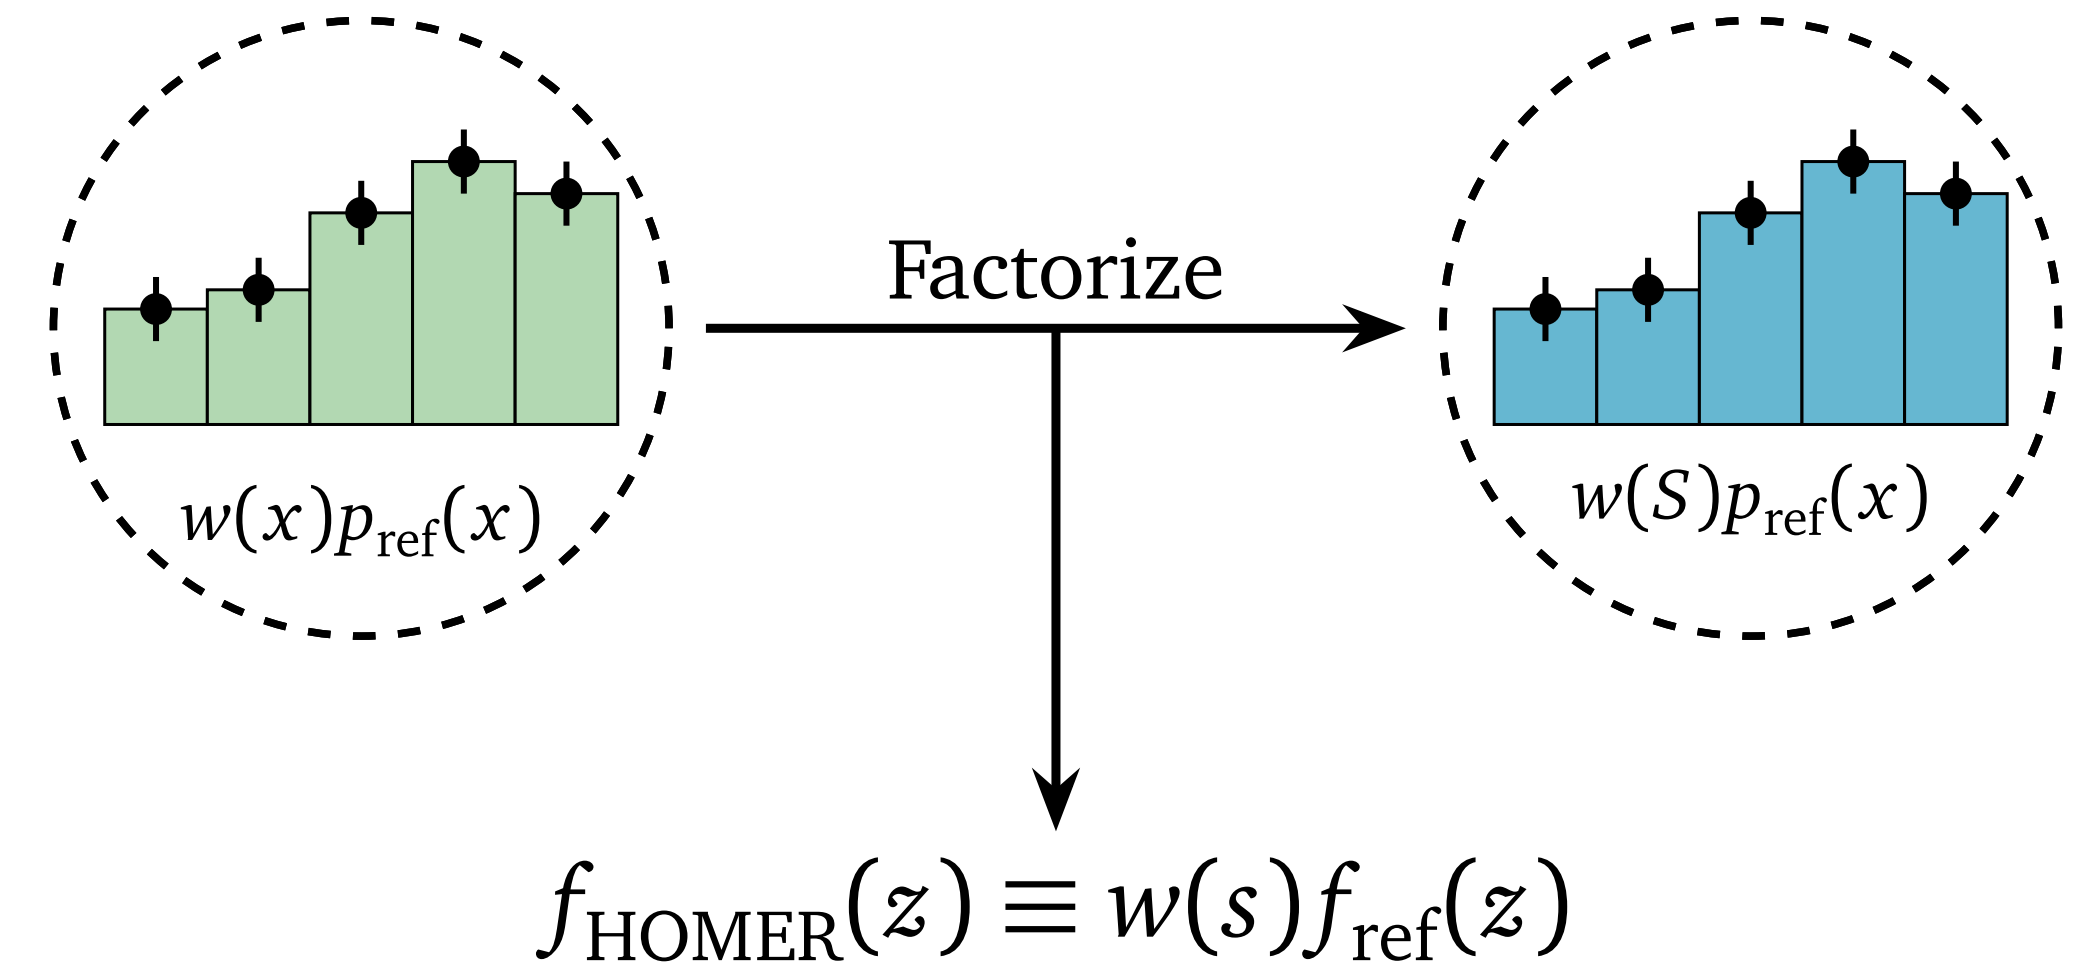 Factorize
w(x)p_ref(x)
w(S)p_ref(x)
f_HOMER(z) ≡ w(s)f_ref(z)